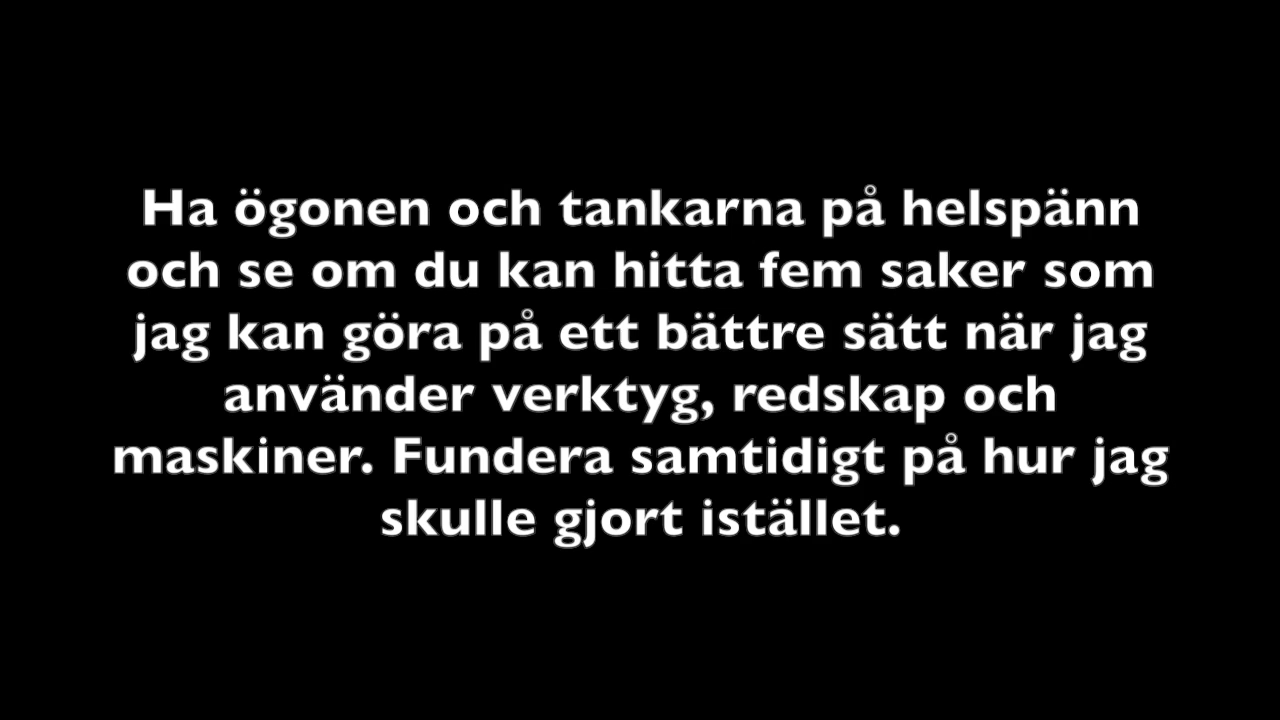 Ha ögonen och tankarna på helspänn
och se om du kan hitta fem saker som
jag kan göra på ett bättre sätt när jag
använder verktyg, redskap och
maskiner. Fundera samtidigt på hur jag
skulle gjort istället.